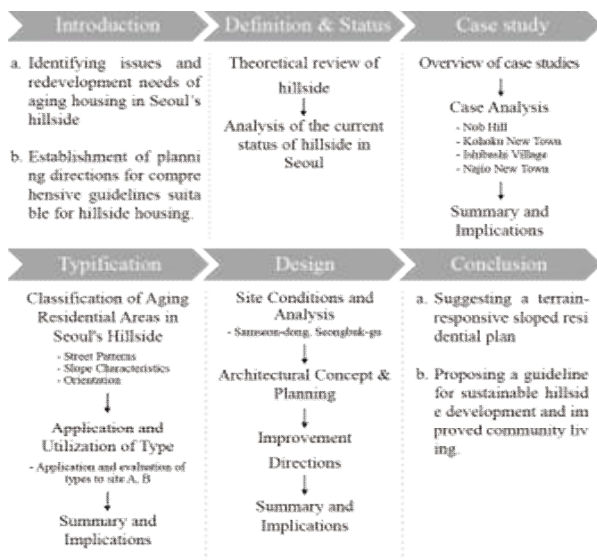 Introduction
a. Identifying issues and
redevelopment needs of
aging housing in Seoul's
hillside
b. Establishment of planni
ng directions for compre
hensive guidelines suita
ble for hillside housing.
Definition & Status
Theoretical review of
hillside
Analysis of the current
status of hillside in
Seoul
Case study
Overview of case studies
Case Analysis
- Nob Hill
- Kohoku New Town
- Ishibashi Village
- Najio New Town
Summary and
Implications
Typification
Classification of Aging
Residential Areas in
Seoul's Hillside
- Street Patterns
- Slope Characteristics
- Orientation
Application and
Utilization of Type
- Application and evaluation of
types to site A, B
Summary and
Implications
Design
Site Conditions and
Analysis
- Samseon-dong, Seongbuk-gu
Architectural Concept &
Planning
Improvement
Directions
Summary and
Implications
Conclusion
a. Suggesting a terrain-
responsive sloped resi
dential plan
b. Proposing a guideline
for sustainable hillsid
e development and im
proved community liv
ing.